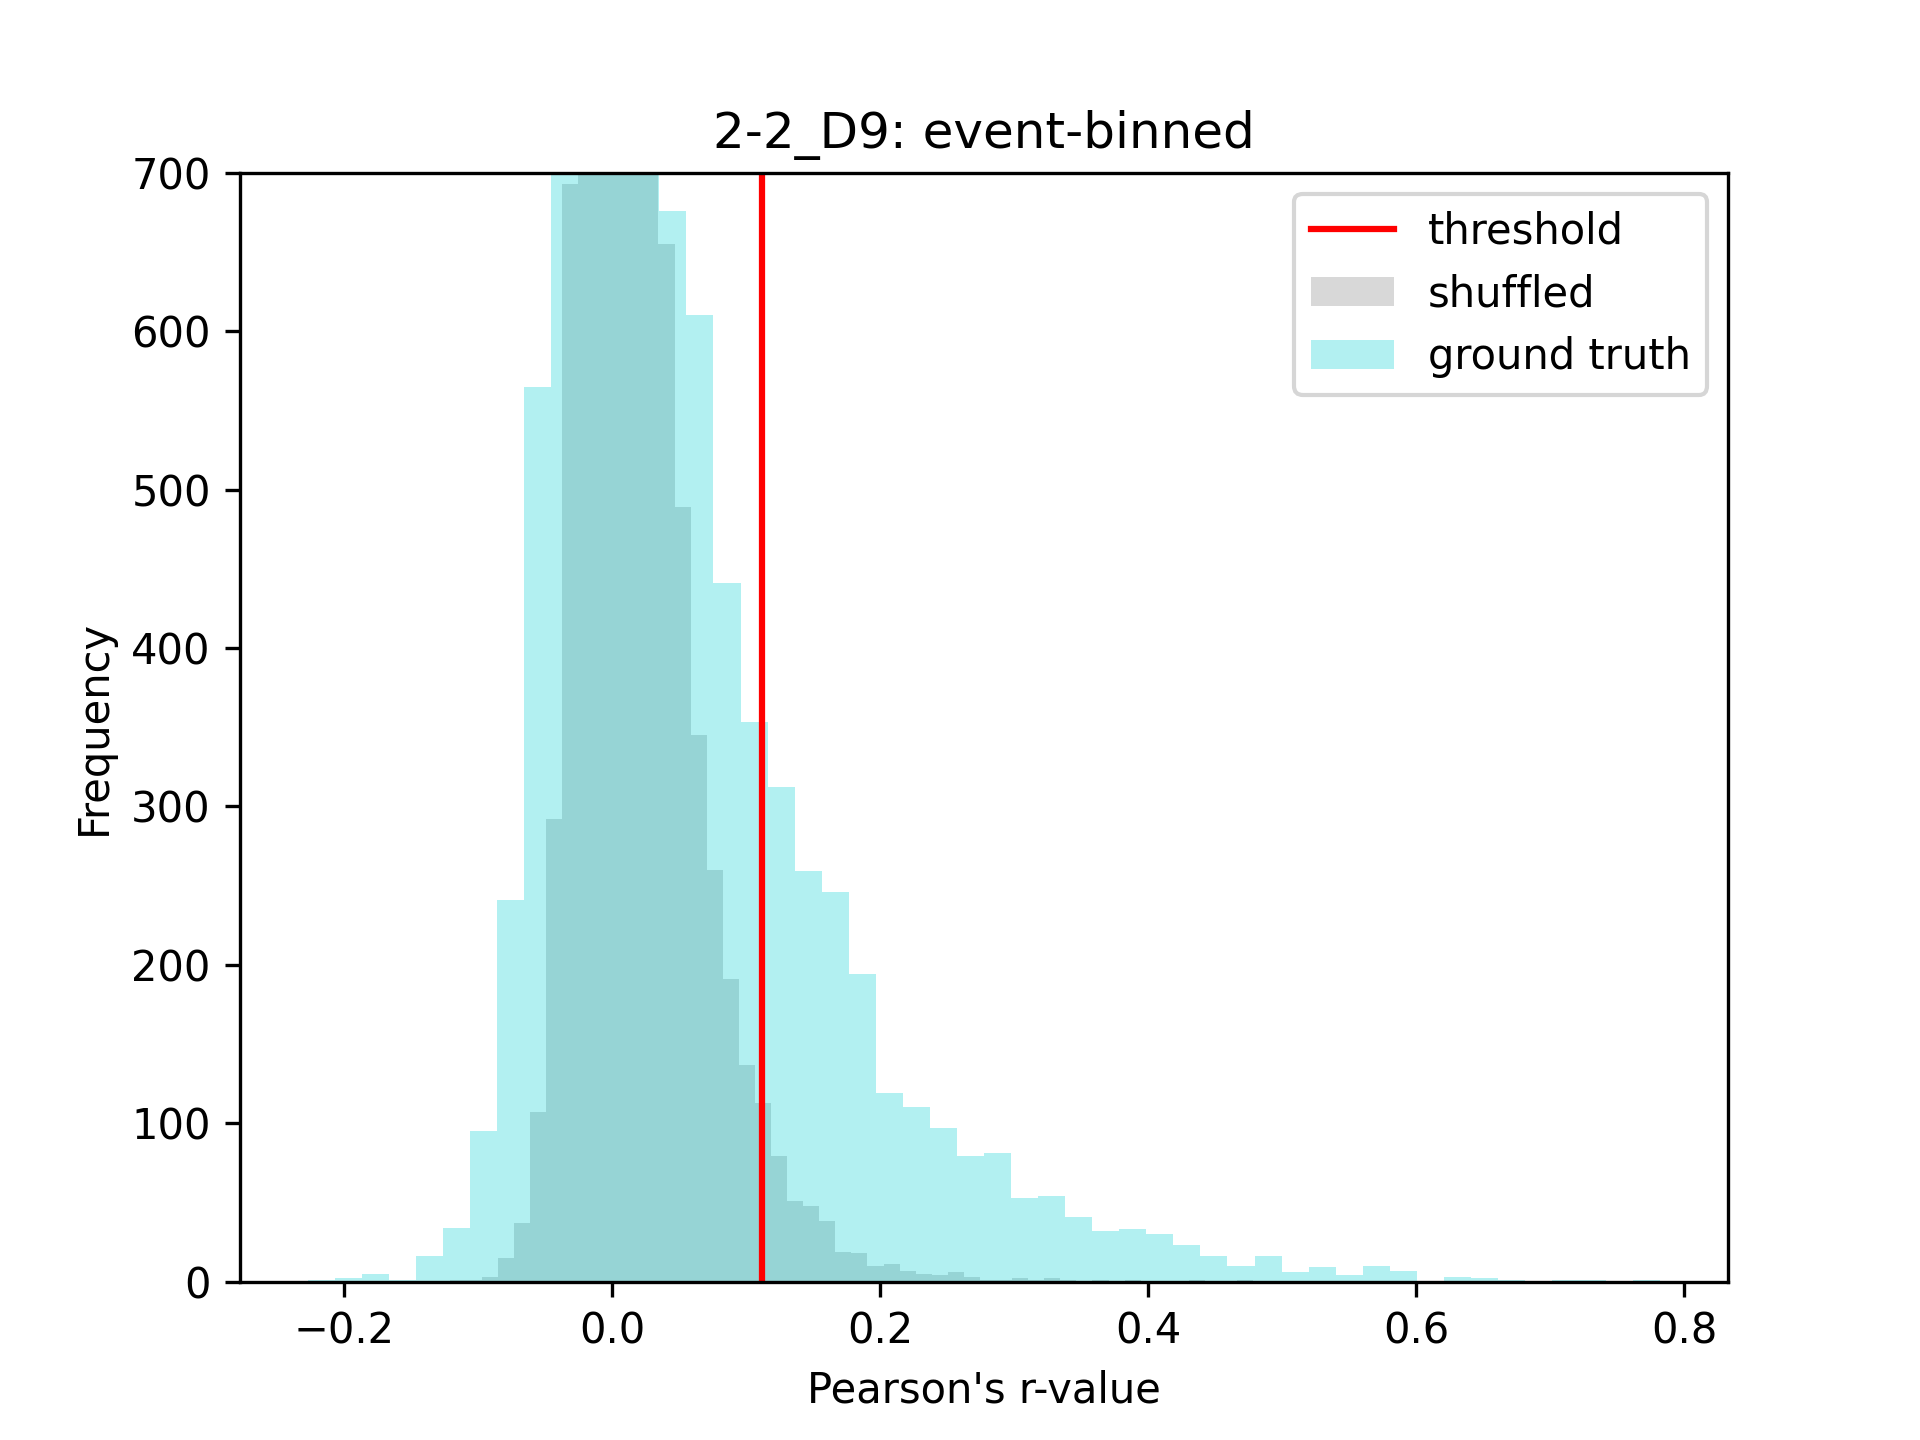 2-2_D9: event-binned
threshold
shuffled
ground truth
700
600
500
400
300
200
100
0
Frequency
−0.2 0.0 0.2 0.4 0.6 0.8
Pearson's r-value